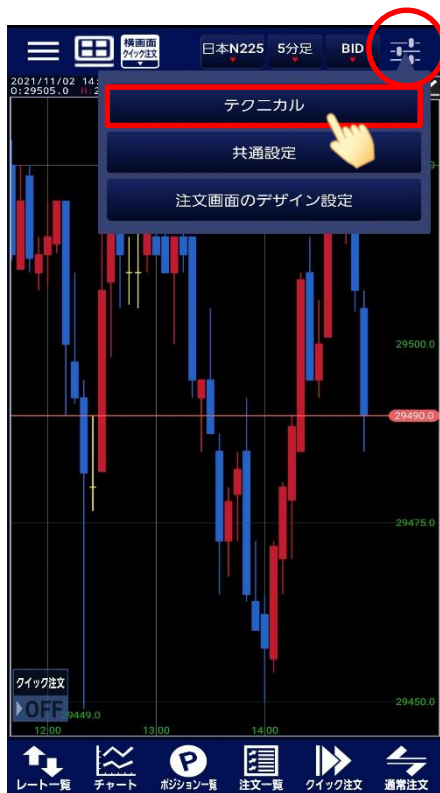 横画面
クイック注文
日本N225
5分足
BID
2021/11/02 14:
O:29505.0 H:2
テクニカル
共通設定
注文画面のデザイン設定
29500.0
29490.0
29475.0
29450.0
クイック注文
OFF
29449.0
12:00
13:00
14:00
レート一覧
チャート
P
ポジション一覧
注文一覧
クイック注文
通常注文